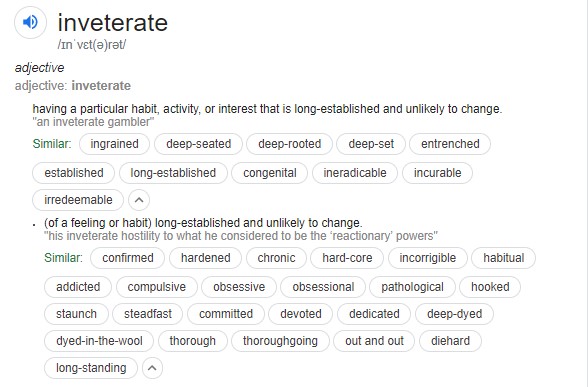 inveterate
/ɪnˈvɛt(ə)rət/
adjective
adjective: inveterate
having a particular habit, activity, or interest that is long-established and unlikely to change.
"an inveterate gambler"
Similar: ingrained deep-seated deep-rooted deep-set entrenched
established long-established congenital ineradicable incurable
irredeemable
• (of a feeling or habit) long-established and unlikely to change.
"his inveterate hostility to what he considered to be the ‘reactionary’ powers"
Similar: confirmed hardened chronic hard-core incorrigible habitual
addicted compulsive obsessive obsessional pathological hooked
staunch steadfast committed devoted dedicated deep-dyed
dyed-in-the-wool thorough thoroughgoing out and out diehard
long-standing